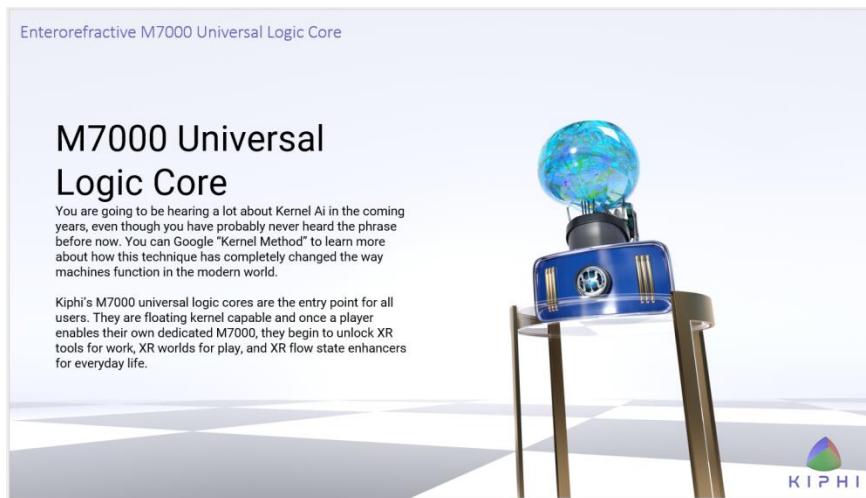 Enterorefractive M7000 Universal Logic Core
M7000 Universal
Logic Core
You are going to be hearing a lot about Kernel Ai in the coming
years, even though you have probably never heard the phrase
before now. You can Google “Kernel Method” to learn more
about how this technique has completely changed the way
machines function in the modern world.
Kiphi’s M7000 universal logic cores are the entry point for all
users. They are floating kernel capable and once a player
enables their own dedicated M7000, they begin to unlock XR
tools for work, XR worlds for play, and XR flow state enhancers
for everyday life.
KIPHI